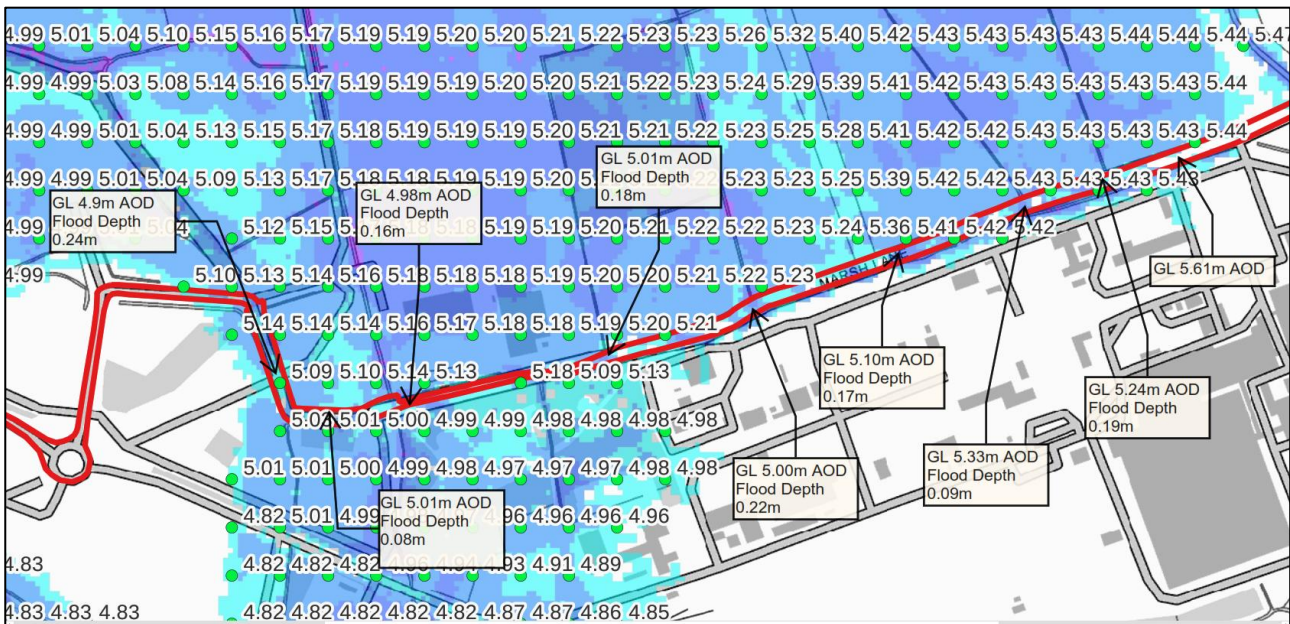 4.99 5.01 5.04 5.10 5.15 5.16 5.17 5.19 5.19 5.20 5.20 5.21 5.22 5.23 5.23 5.26 5.32 5.40 5.42 5.43 5.43 5.43 5.43 5.44 5.44 5.44 5.47
4.99 4.99 5.03 5.08 5.14 5.16 5.17 5.19 5.19 5.19 5.20 5.20 5.21 5.22 5.23 5.24 5.29 5.39 5.41 5.42 5.43 5.43 5.43 5.43 5.43 5.44
4.99 4.99 5.01 5.04 5.13 5.15 5.17 5.18 5.19 5.19 5.19 5.20 5.21 5.21 5.22 5.23 5.25 5.28 5.41 5.42 5.42 5.43 5.43 5.43 5.43 5.44
4.99 4.99 5.01 5.04 5.09 5.13 5.17 5.19 5.20 5.22 5.23 5.23 5.25 5.39 5.42 5.42 5.43 5.43 5.43 5.43
GL 5.01m AOD
Flood Depth
0.18m
GL 4.98m AOD
Flood Depth
0.16m
GL 4.9m AOD
Flood Depth
0.24m
4.99 5.04 5.12 5.15 5.18 5.18 5.19 5.19 5.20 5.21 5.22 5.22 5.23 5.24 5.36 5.41 5.42 5.42
4.99 5.10 5.13 5.14 5.16 5.18 5.18 5.18 5.18 5.20 5.20 5.21 5.22 5.23
MARSH LANE
GL 5.61m AOD
5.14 5.14 5.14 5.16 5.17 5.18 5.18 5.19 5.20 5.21
5.09 5.10 5.14 5.13 5.18 5.09 5.13
GL 5.10m AOD
Flood Depth
0.17m
GL 5.24m AOD
Flood Depth
0.19m
5.01 5.00 4.99 4.99 4.98 4.98 4.98 4.98
5.01 5.01 5.00 4.99 4.98 4.97 4.97 4.97 4.98 4.98
GL 5.00m AOD
Flood Depth
0.22m
GL 5.33m AOD
Flood Depth
0.09m
GL 5.01m AOD
Flood Depth
0.08m
4.82 5.01 4.99 4.96 4.96 4.96 4.96
4.83 4.82 4.82 4.82 4.93 4.91 4.89
4.83 4.83 4.83 4.82 4.82 4.82 4.82 4.82 4.87 4.87 4.86 4.85